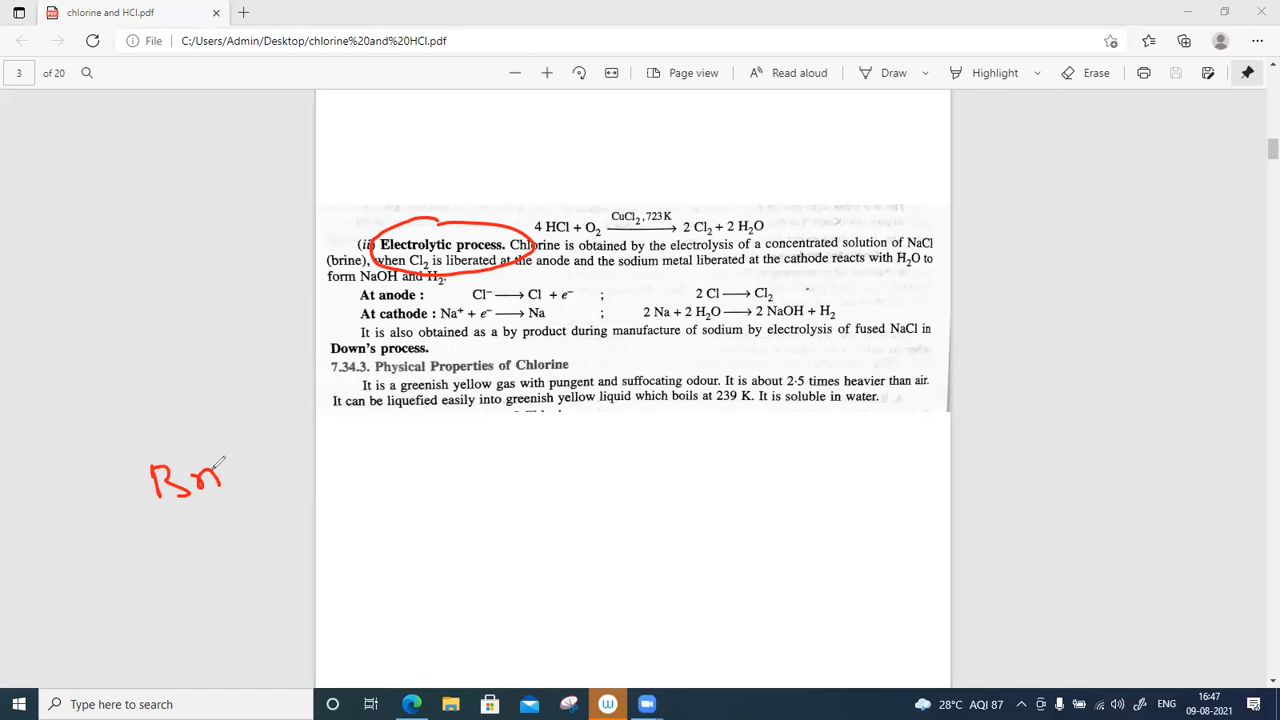 chlorine and HCl.pdf
File C:/Users/Admin/Desktop/chlorine%20and%20HCl.pdf
3 of 20 Page view Read aloud Draw Highlight Erase
4 HCl + O₂ ⟶ 2 Cl₂ + 2 H₂O
CuCl₂, 723 K
(ii) Electrolytic process. Chlorine is obtained by the electrolysis of a concentrated solution of NaCl
(brine), when Cl₂ is liberated at the anode and the sodium metal liberated at the cathode reacts with H₂O to
form NaOH and H₂.
At anode : Cl⁻ ⟶ Cl + e⁻ ; 2 Cl ⟶ Cl₂
At cathode : Na⁺ + e⁻ ⟶ Na ; 2 Na + 2 H₂O ⟶ 2 NaOH + H₂
It is also obtained as a by product during manufacture of sodium by electrolysis of fused NaCl in
Down's process.
7.34.3. Physical Properties of Chlorine
It is a greenish yellow gas with pungent and suffocating odour. It is about 2·5 times heavier than air.
It can be liquefied easily into greenish yellow liquid which boils at 239 K. It is soluble in water.
Type here to search
28°C AQI 87 ENG 16:47
09-08-2021